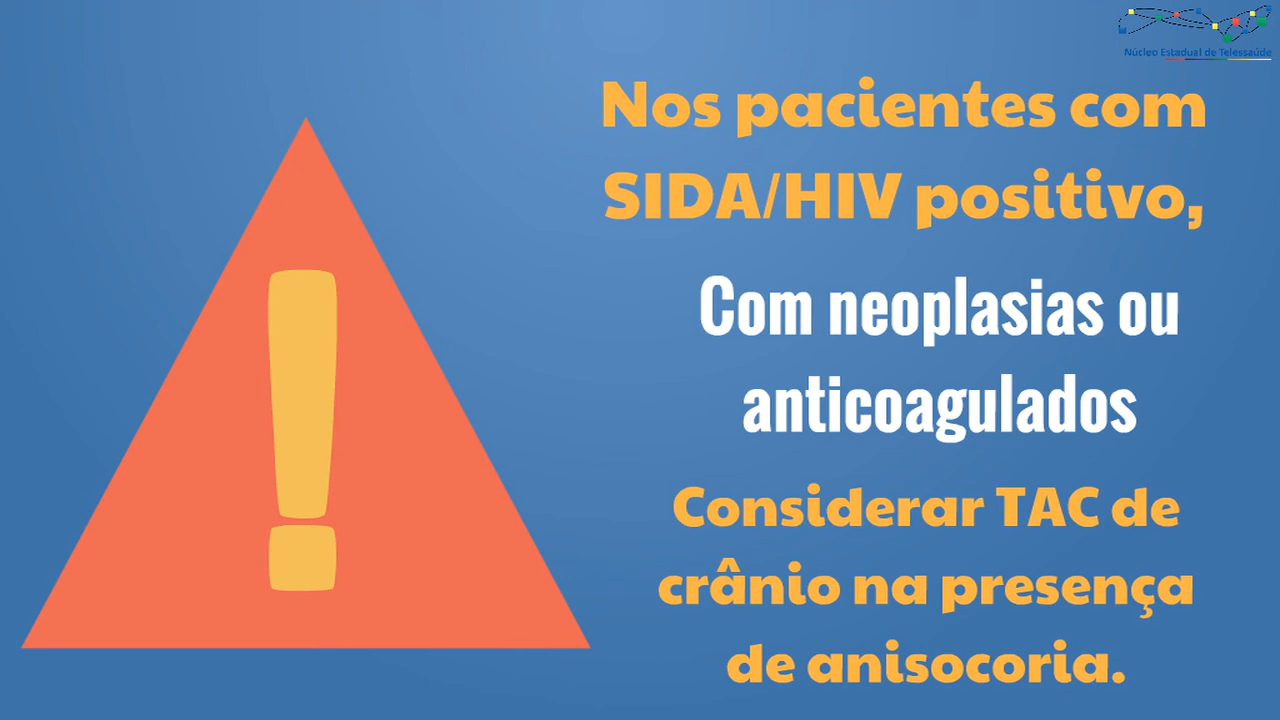 Núcleo Estadual de Telessaúde
Nos pacientes com
SIDA/HIV positivo,
Com neoplasias ou
anticoagulados
Considerar TAC de
crânio na presença
de anisocoria.